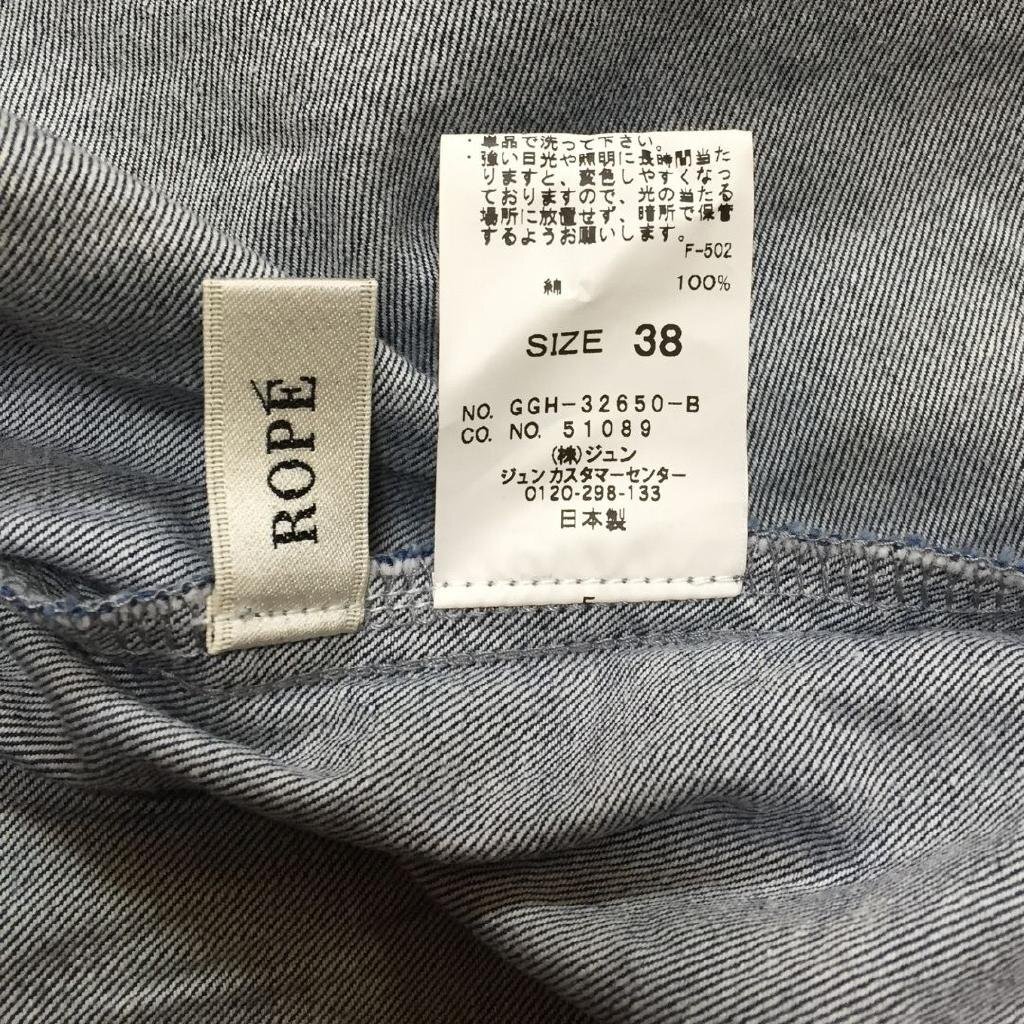 ROPÉ
・単品で洗って下さい。
・強い日光や照明に長時間当た
りますと、変色しやすくなっ
ておりますので、光の当たる
場所に放置せず、暗所で保管
するようお願いします。
F-502
綿 100%
SIZE 38
NO. GGH-32650-B
CO. NO. 51089
(株)ジュン
ジュンカスタマーセンター
0120-298-133
日本製